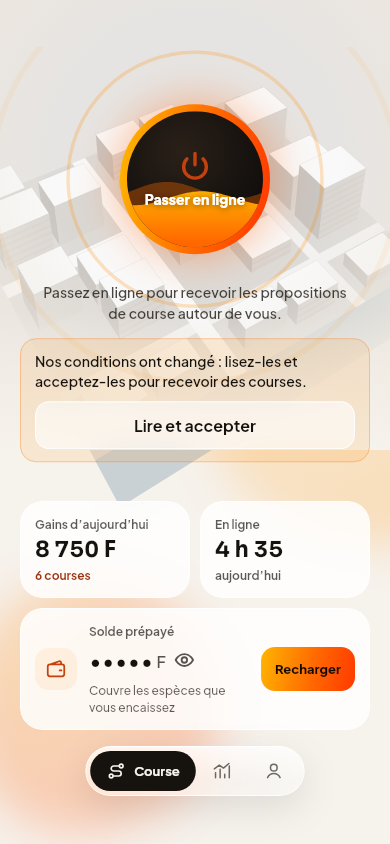 Passer en ligne
Passez en ligne pour recevoir les propositions
de course autour de vous.
Nos conditions ont changé : lisez-les et
acceptez-les pour recevoir des courses.
Lire et accepter
Gains d’aujourd’hui
8 750 F
6 courses
En ligne
4 h 35
aujourd’hui
Solde prépayé
●●●●● F
Couvre les espèces que
vous encaissez
Recharger
Course